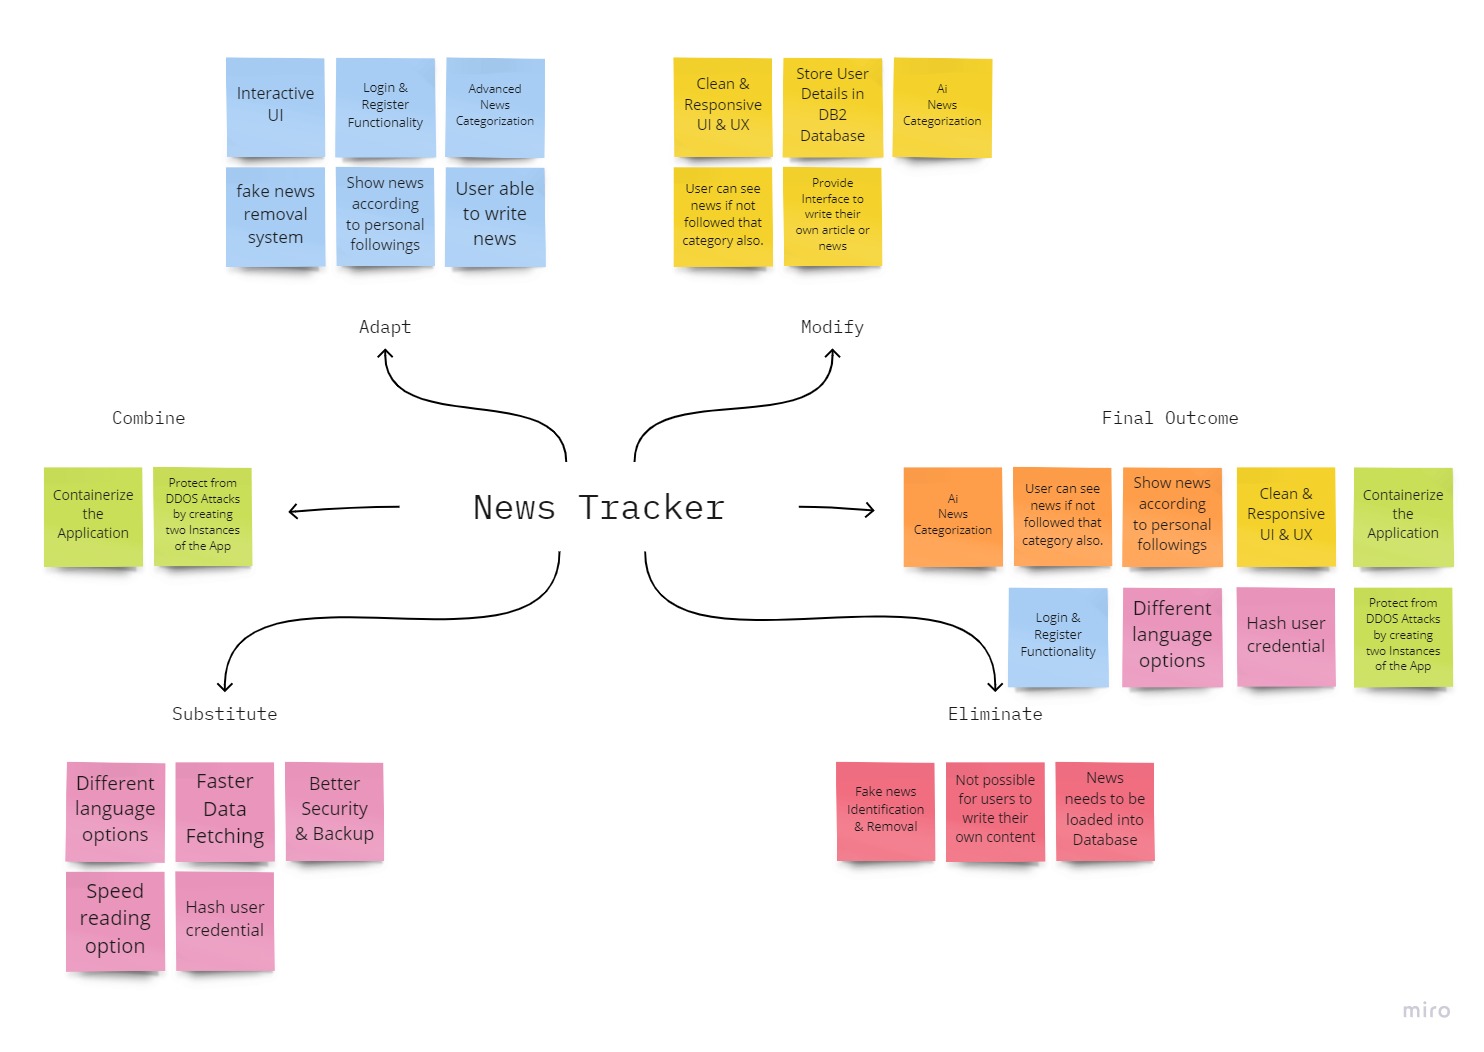 Interactive
UI
Login &
Register
Functionality
Advanced
News
Categorization
fake news
removal
system
Show news
according
to personal
followings
User able
to write
news
Adapt
Clean &
Responsive
UI & UX
Store User
Details in
DB2
Database
Ai
News
Categorization
User can see
news if not
followed that
category also.
Provide
Interface to
write their
own article or
news
Modify
Combine
Containerize
the
Application
Protect from
DDOS Attacks
by creating
two Instances
of the App
News Tracker
Final Outcome
Ai
News
Categorization
User can see
news if not
followed that
category also.
Show news
according
to personal
followings
Clean &
Responsive
UI & UX
Containerize
the
Application
Login &
Register
Functionality
Different
language
options
Hash user
credential
Protect from
DDOS Attacks
by creating
two Instances
of the App
Substitute
Different
language
options
Faster
Data
Fetching
Better
Security
& Backup
Speed
reading
option
Hash user
credential
Eliminate
Fake news
Identification
& Removal
Not possible
for users to
write their
own content
News
needs to be
loaded into
Database
miro